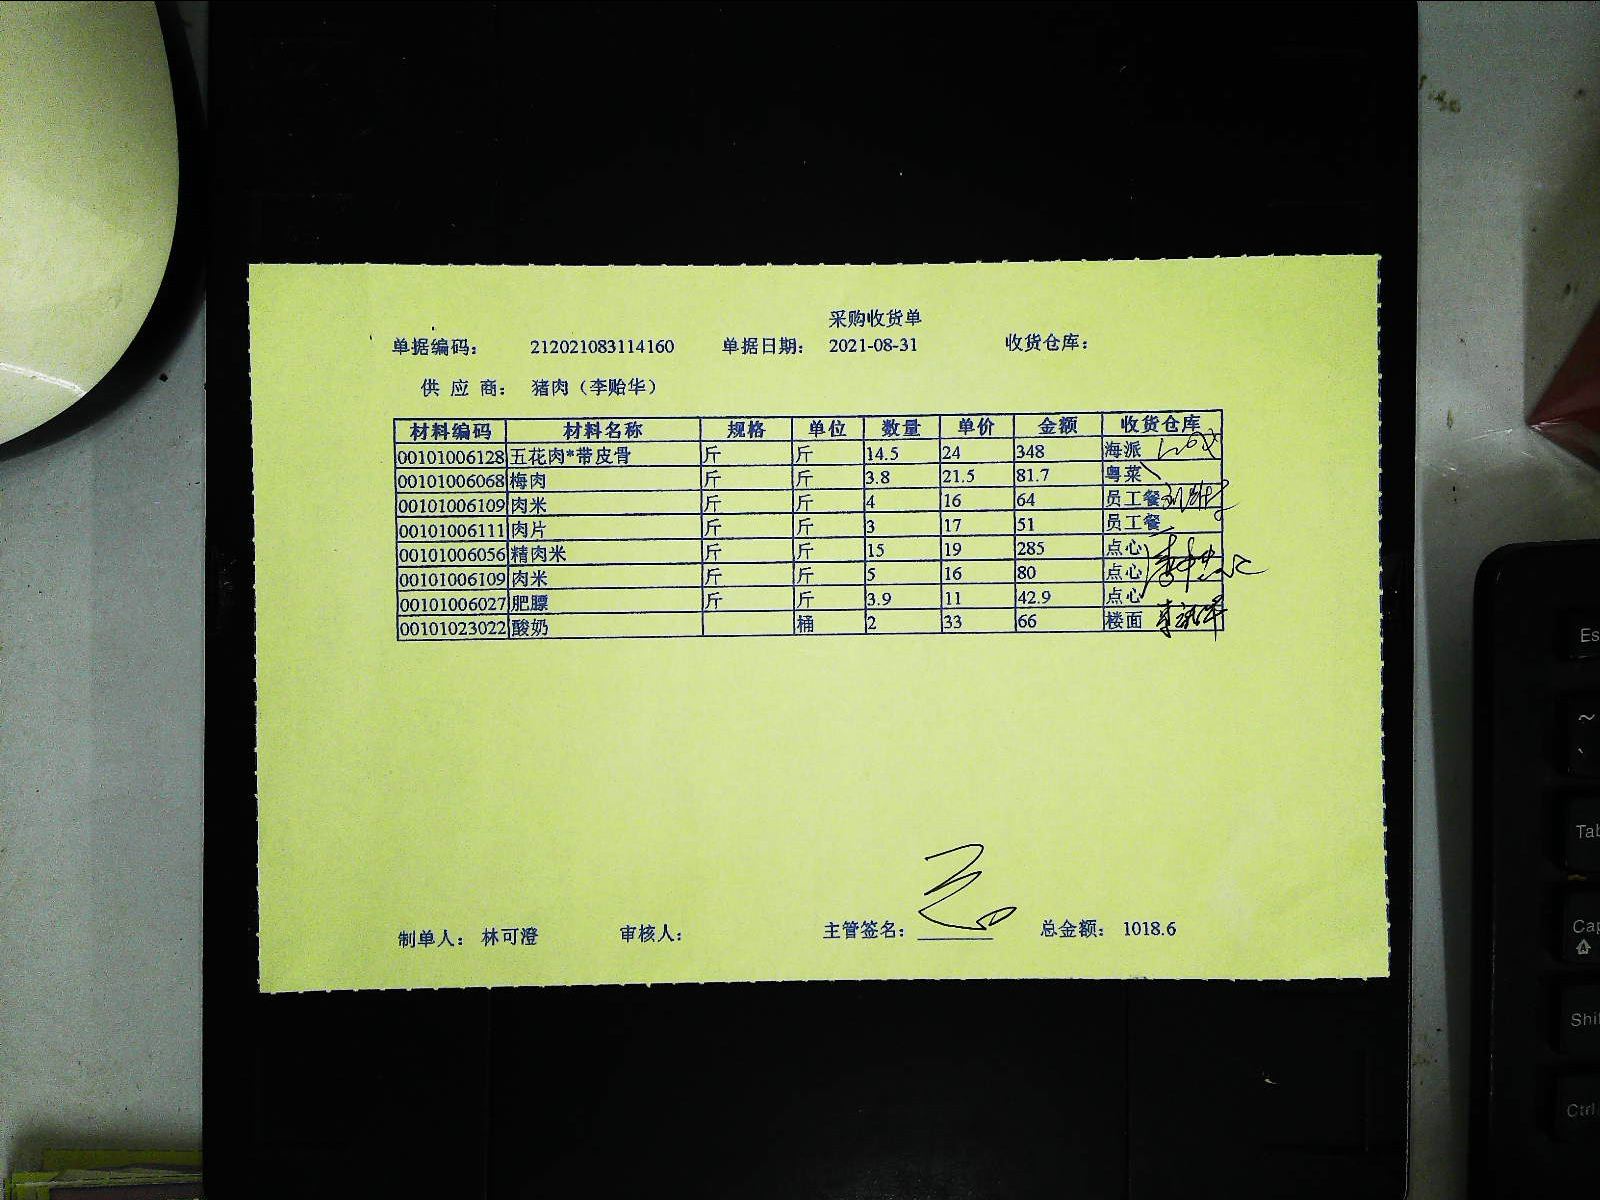 采购收货单
单据编码： 212021083114160 单据日期： 2021-08-31 收货仓库：
供 应 商： 猪肉（李贻华）
材料编码 材料名称 规格 单位 数量 单价 金额 收货仓库
00101006128 五花肉*带皮骨 斤 斤 14.5 24 348 海派
00101006068 梅肉 斤 斤 3.8 21.5 81.7 粤菜
00101006109 肉米 斤 斤 4 16 64 员工餐
00101006111 肉片 斤 斤 3 17 51 员工餐
00101006056 精肉米 斤 斤 15 19 285 点心
00101006109 肉米 斤 斤 5 16 80 点心
00101006027 肥膘 斤 斤 3.9 11 42.9 点心
00101023022 酸奶 桶 2 33 66 楼面
制单人： 林可澄 审核人： 主管签名： 总金额： 1018.6
Es
~
`
Tab
Cap
Shif
Ctrl